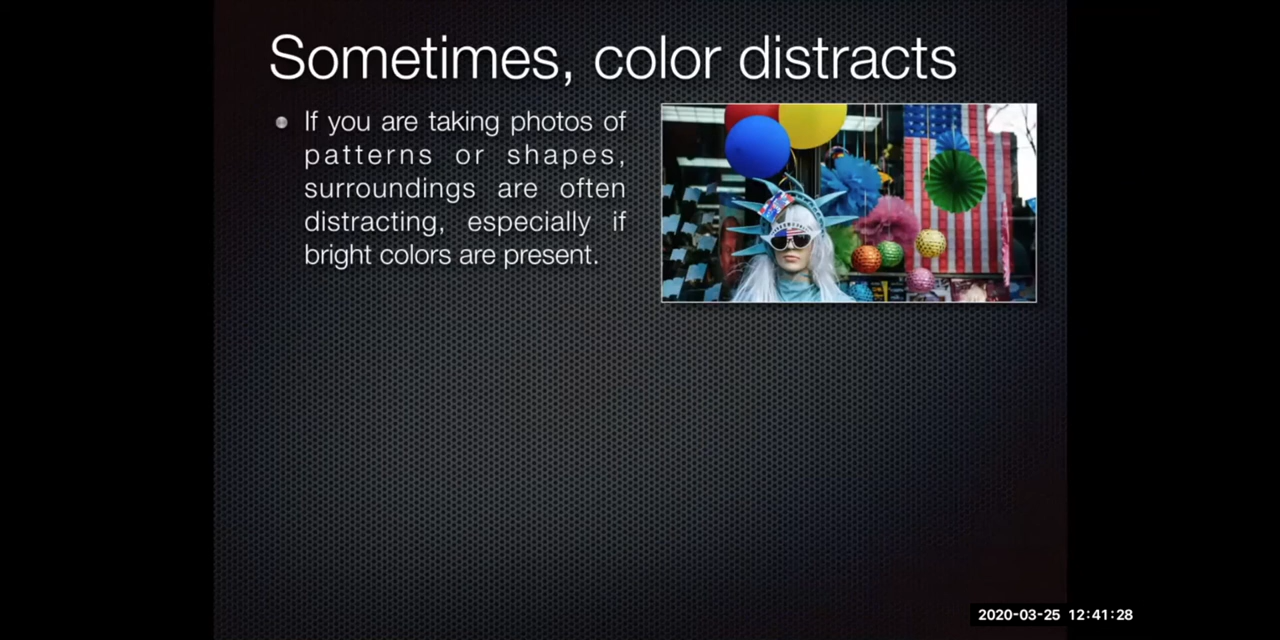 Sometimes, color distracts
If you are taking photos of
patterns or shapes,
surroundings are often
distracting, especially if
bright colors are present.
2020-03-25 12:41:28